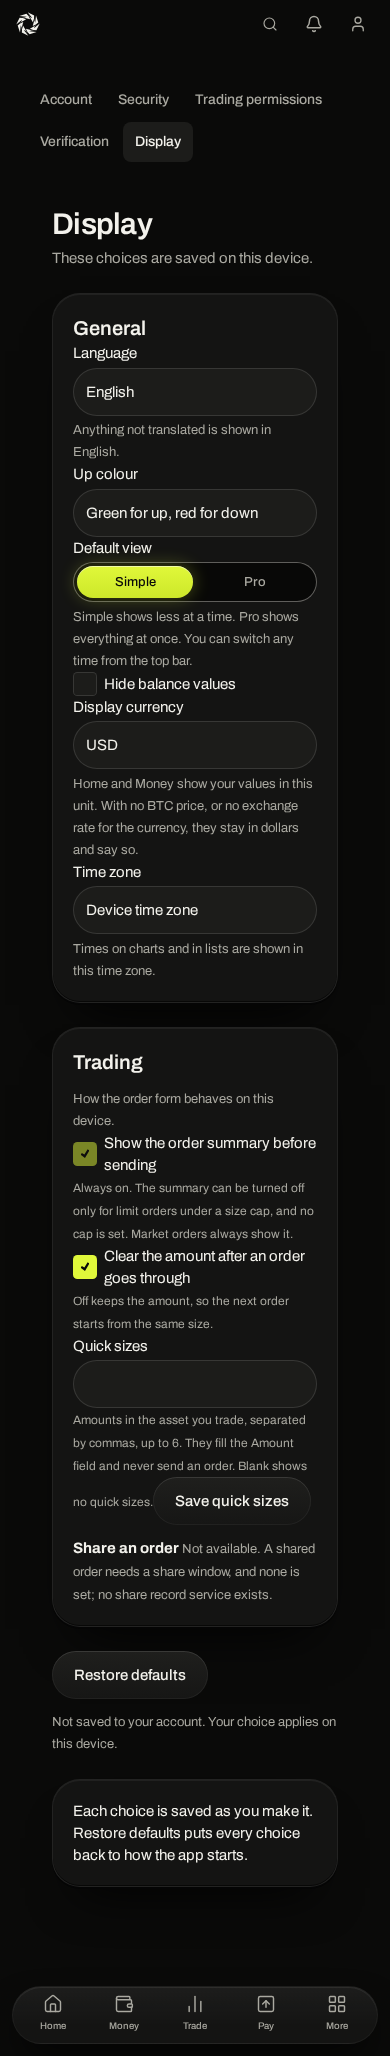 Account Security Trading permissions
Verification Display
Display
These choices are saved on this device.
General
Language
English
Anything not translated is shown in
English.
Up colour
Green for up, red for down
Default view
Simple Pro
Simple shows less at a time. Pro shows
everything at once. You can switch any
time from the top bar.
Hide balance values
Display currency
USD
Home and Money show your values in this
unit. With no BTC price, or no exchange
rate for the currency, they stay in dollars
and say so.
Time zone
Device time zone
Times on charts and in lists are shown in
this time zone.
Trading
How the order form behaves on this
device.
Show the order summary before
sending
Always on. The summary can be turned off
only for limit orders under a size cap, and no
cap is set. Market orders always show it.
Clear the amount after an order
goes through
Off keeps the amount, so the next order
starts from the same size.
Quick sizes
Amounts in the asset you trade, separated
by commas, up to 6. They fill the Amount
field and never send an order. Blank shows
no quick sizes. Save quick sizes
Share an order Not available. A shared
order needs a share window, and none is
set; no share record service exists.
Restore defaults
Not saved to your account. Your choice applies on
this device.
Each choice is saved as you make it.
Restore defaults puts every choice
back to how the app starts.
Home Money Trade Pay More